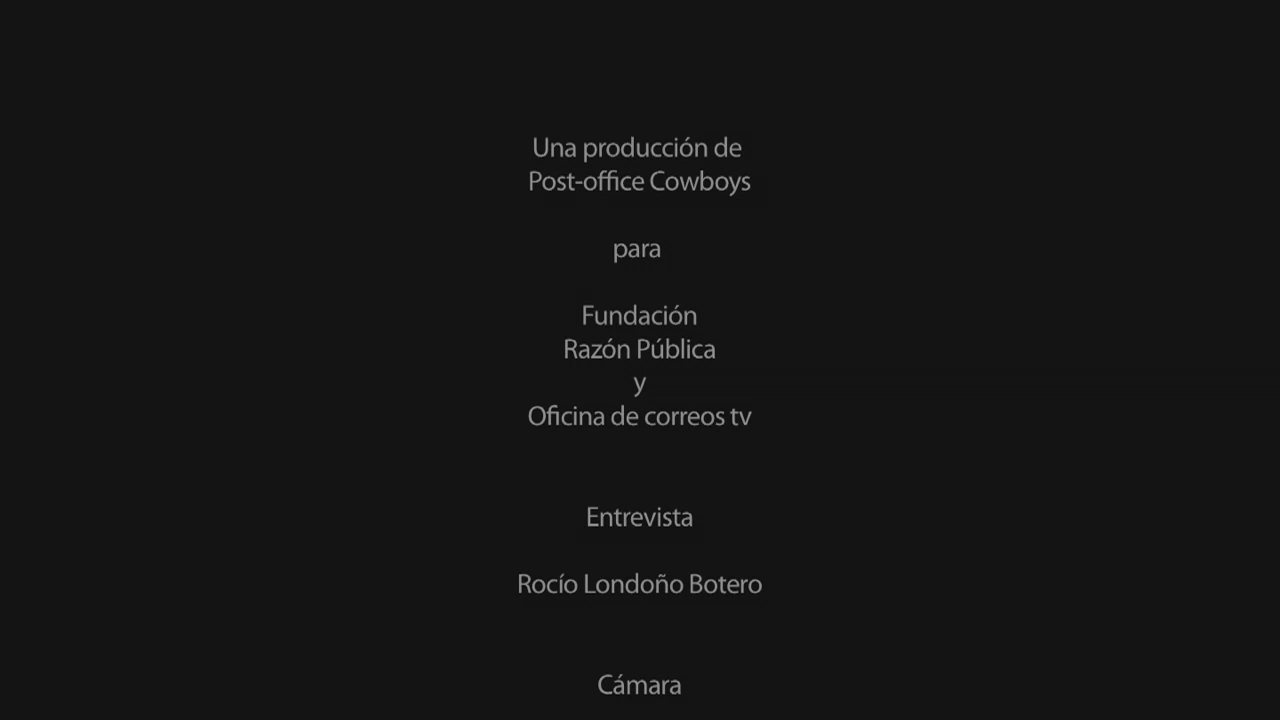 Una producción de
Post-office Cowboys
para
Fundación
Razón Pública
y
Oficina de correos tv
Entrevista
Rocío Londoño Botero
Cámara